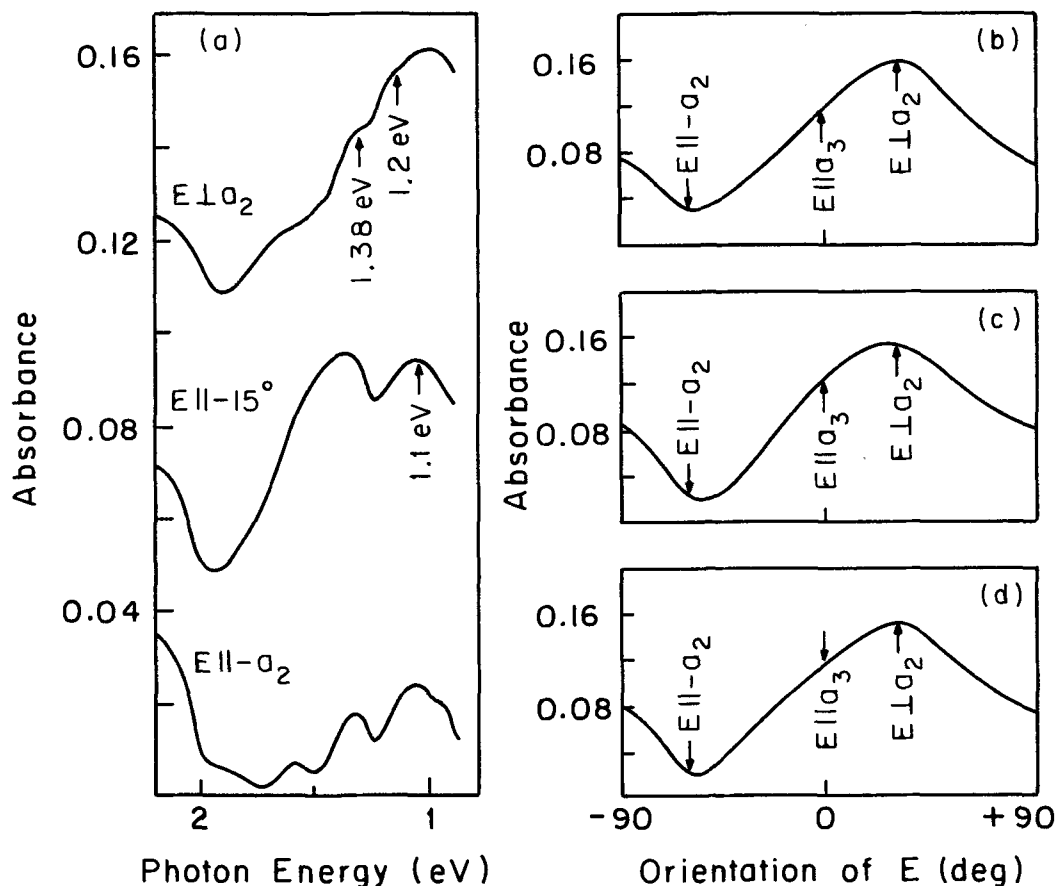 (a)
0.16
0.12
0.08
0.04
Absorbance
E⊥a₂
1.38 eV
1.2 eV
E||-15°
1.1 eV
E||-a₂
2
1
Photon Energy (eV)
(b)
0.16
0.08
E||-a₂
E||a₃
E⊥a₂
(c)
0.16
0.08
Absorbance
E||-a₂
E||a₃
E⊥a₂
(d)
0.16
0.08
E||-a₂
E||a₃
E⊥a₂
-90
0
+90
Orientation of E (deg)